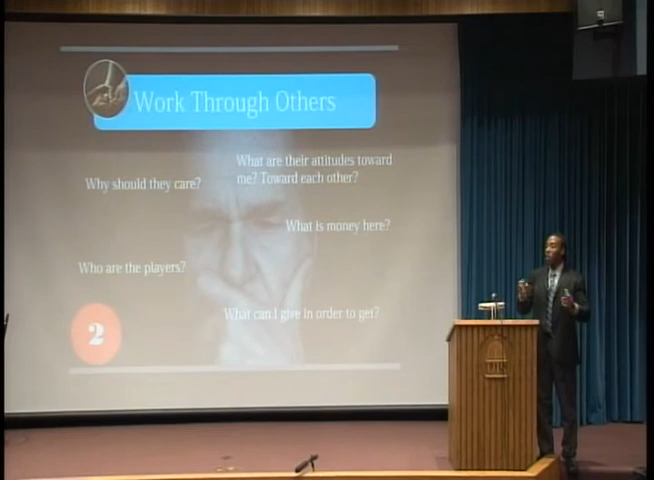 Work Through Others
What are their attitudes toward
me? Toward each other?
Why should they care?
What is money here?
Who are the players?
What can I give in order to get?
2